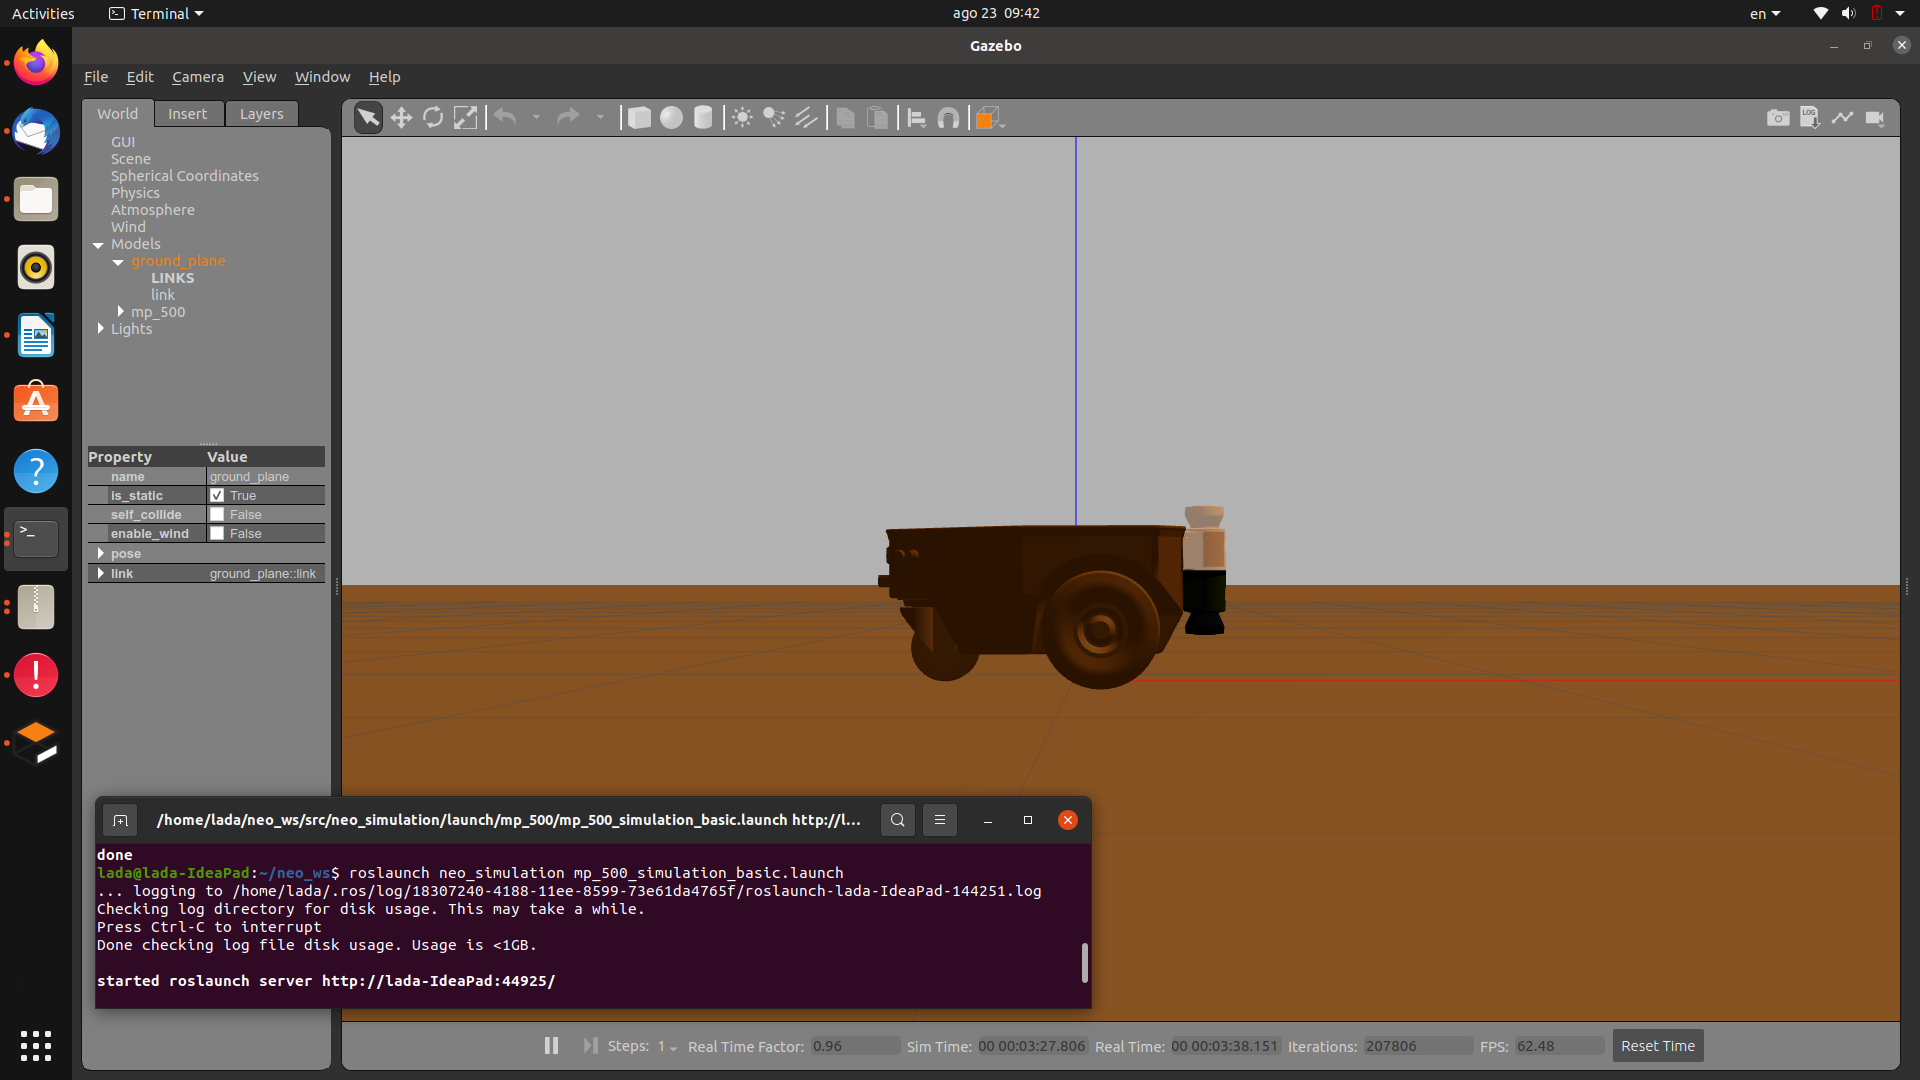 Activities
Terminal
ago 23 09:42
en
Gazebo
File Edit Camera View Window Help
World Insert Layers
GUI
Scene
Spherical Coordinates
Physics
Atmosphere
Wind
Models
ground_plane
LINKS
link
mp_500
Lights
LOG
Property Value
name ground_plane
is_static True
self_collide False
enable_wind False
pose
link ground_plane::link
/home/lada/neo_ws/src/neo_simulation/launch/mp_500/mp_500_simulation_basic.launch http://l...
done
lada@lada-IdeaPad:~/neo_ws$ roslaunch neo_simulation mp_500_simulation_basic.launch
... logging to /home/lada/.ros/log/18307240-4188-11ee-8599-73e61da4765f/roslaunch-lada-IdeaPad-144251.log
Checking log directory for disk usage. This may take a while.
Press Ctrl-C to interrupt
Done checking log file disk usage. Usage is <1GB.
started roslaunch server http://lada-IdeaPad:44925/
Steps: 1 Real Time Factor: 0.96 Sim Time: 00 00:03:27.806 Real Time: 00 00:03:38.151 Iterations: 207806 FPS: 62.48 Reset Time